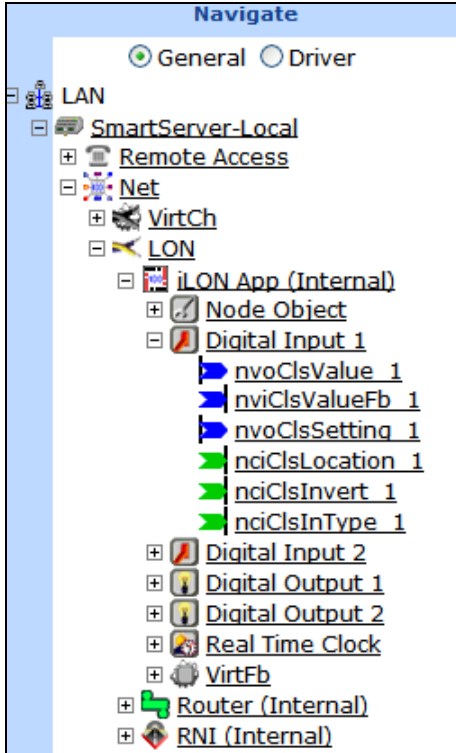 Navigate
General Driver
LAN
SmartServer-Local
Remote Access
Net
VirtCh
LON
iLON App (Internal)
Node Object
Digital Input 1
nvoClsValue_1
nviClsValueFb_1
nvoClsSetting_1
nciClsLocation_1
nciClsInvert_1
nciClsInType_1
Digital Input 2
Digital Output 1
Digital Output 2
Real Time Clock
VirtFb
Router (Internal)
RNI (Internal)